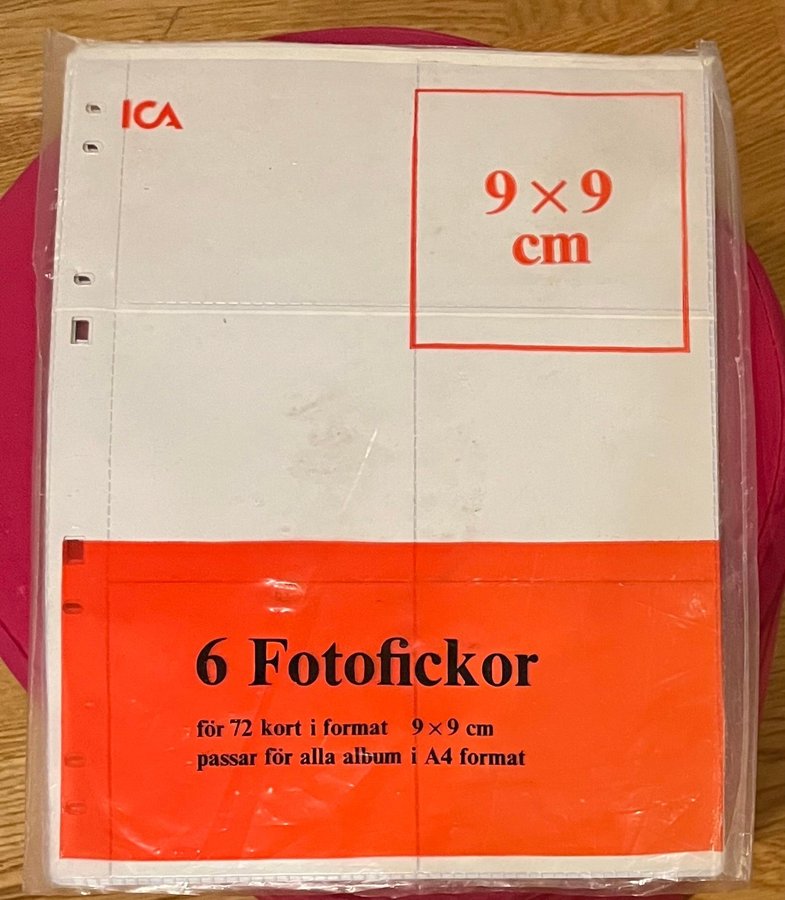 ICA
9 × 9
cm
6 Fotofickor
för 72 kort i format 9 × 9 cm
passar för alla album i A4 format